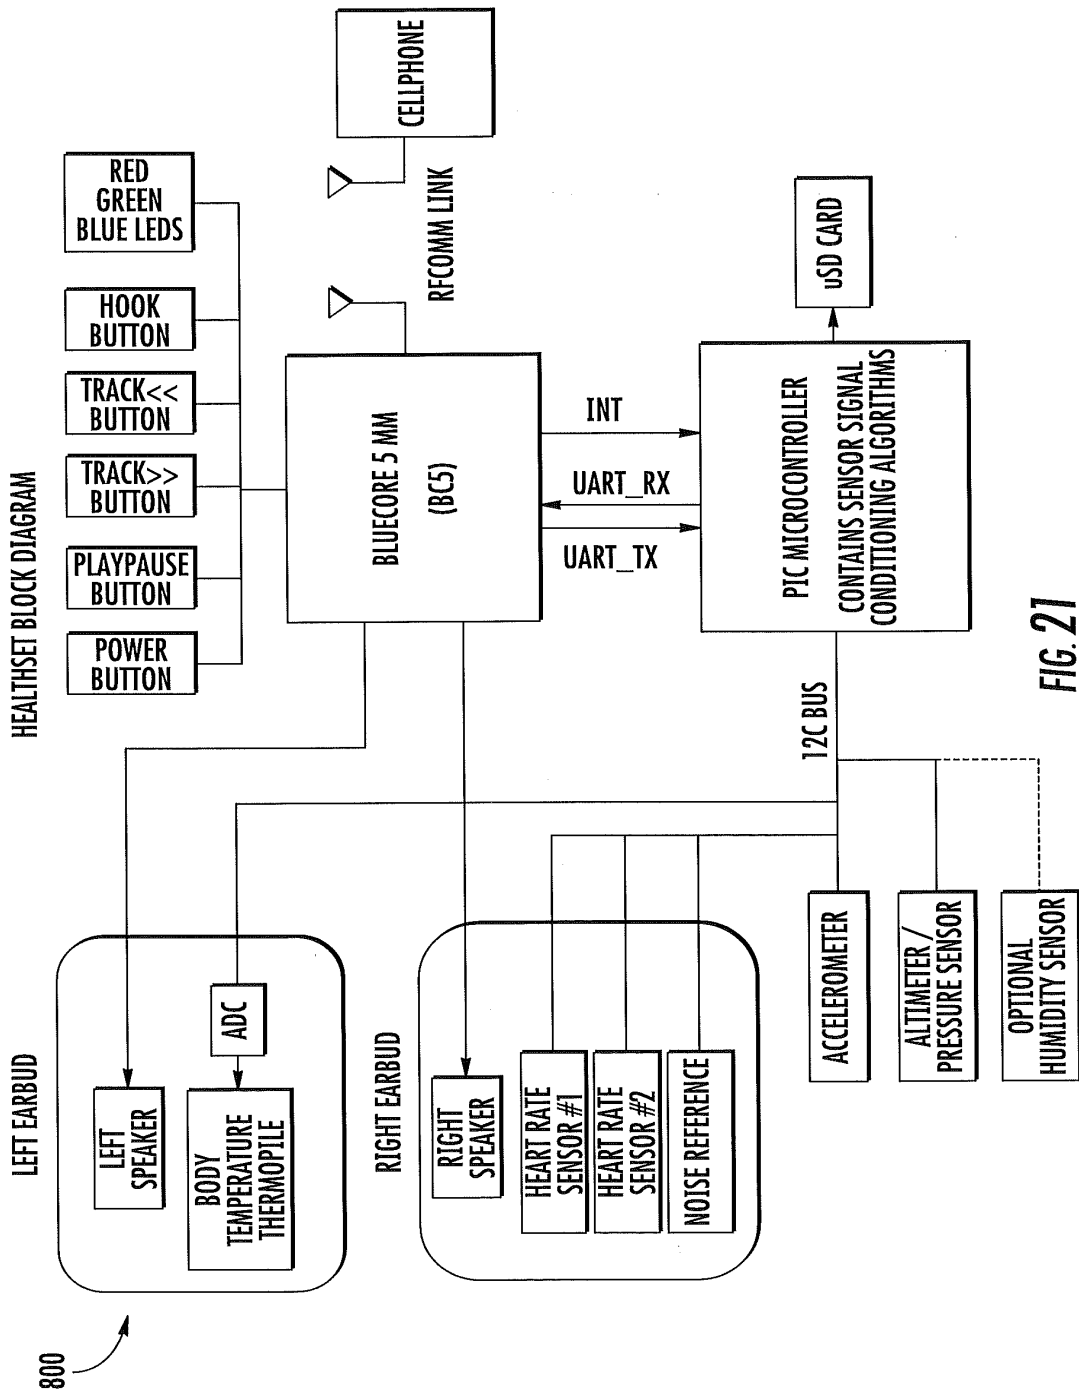 HEALTHSET BLOCK DIAGRAM
800
LEFT EARBUD
LEFT
SPEAKER
BODY
TEMPERATURE
THERMOPILE
ADC
POWER
BUTTON
PLAYPAUSE
BUTTON
TRACK>>
BUTTON
TRACK<<
BUTTON
HOOK
BUTTON
RED
GREEN
BLUE LEDS
RIGHT EARBUD
RIGHT
SPEAKER
HEART RATE
SENSOR #1
HEART RATE
SENSOR #2
NOISE REFERENCE
BLUECORE 5 MM
(BC5)
RFCOMM LINK
CELLPHONE
UART_TX
UART_RX
INT
12C BUS
PIC MICROCONTROLLER
CONTAINS SENSOR SIGNAL
CONDITIONING ALGORITHMS
uSD CARD
ACCELEROMETER
ALTIMETER/
PRESSURE SENSOR
OPTIONAL
HUMIDITY SENSOR
FIG. 21